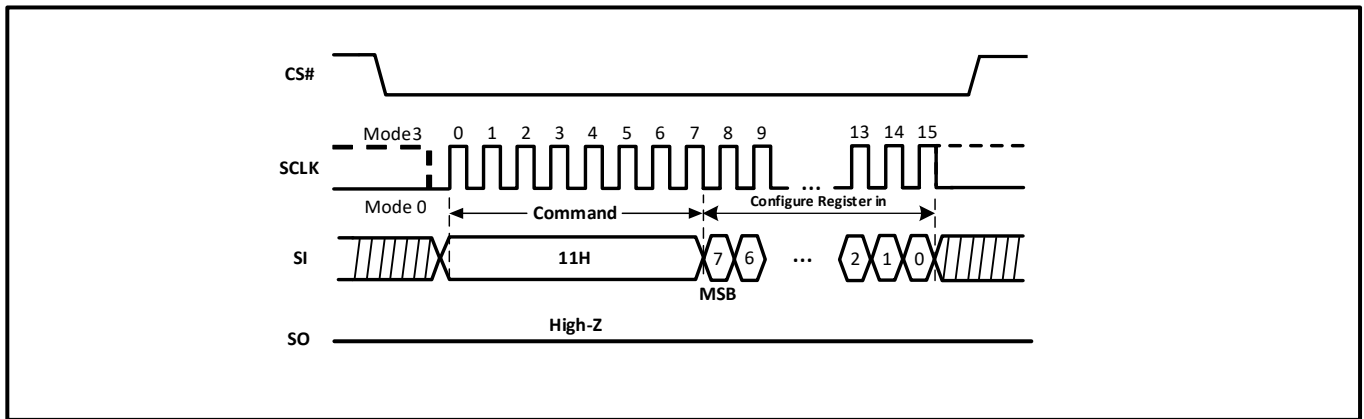 CS#
Mode3 0 1 2 3 4 5 6 7 8 9 13 14 15
SCLK
...
Mode 0 Command Configure Register in
SI 11H 7 6 ... 2 1 0
MSB
High-Z
SO